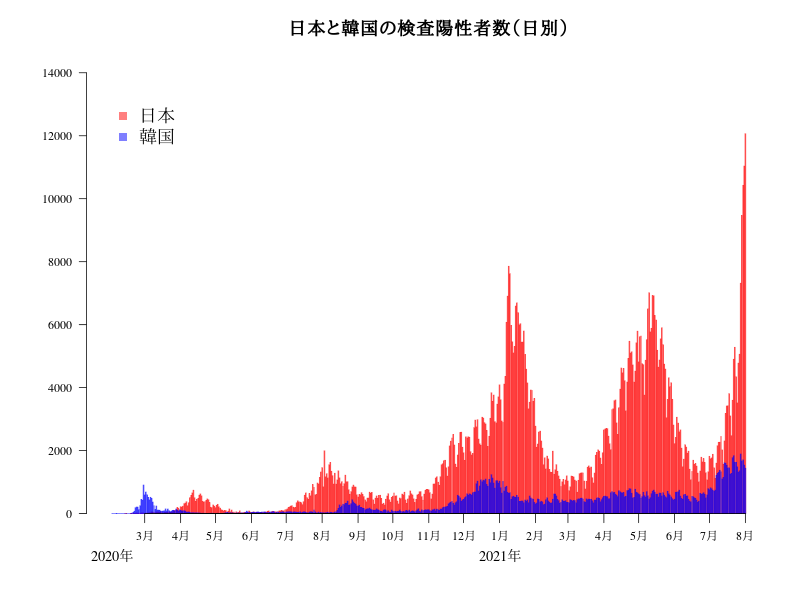 日本と韓国の検査陽性者数（日別）
14000
12000
10000
8000
6000
4000
2000
0
日本
韓国
3月 4月 5月 6月 7月 8月 9月 10月 11月 12月 1月 2月 3月 4月 5月 6月 7月 8月
2020年 2021年